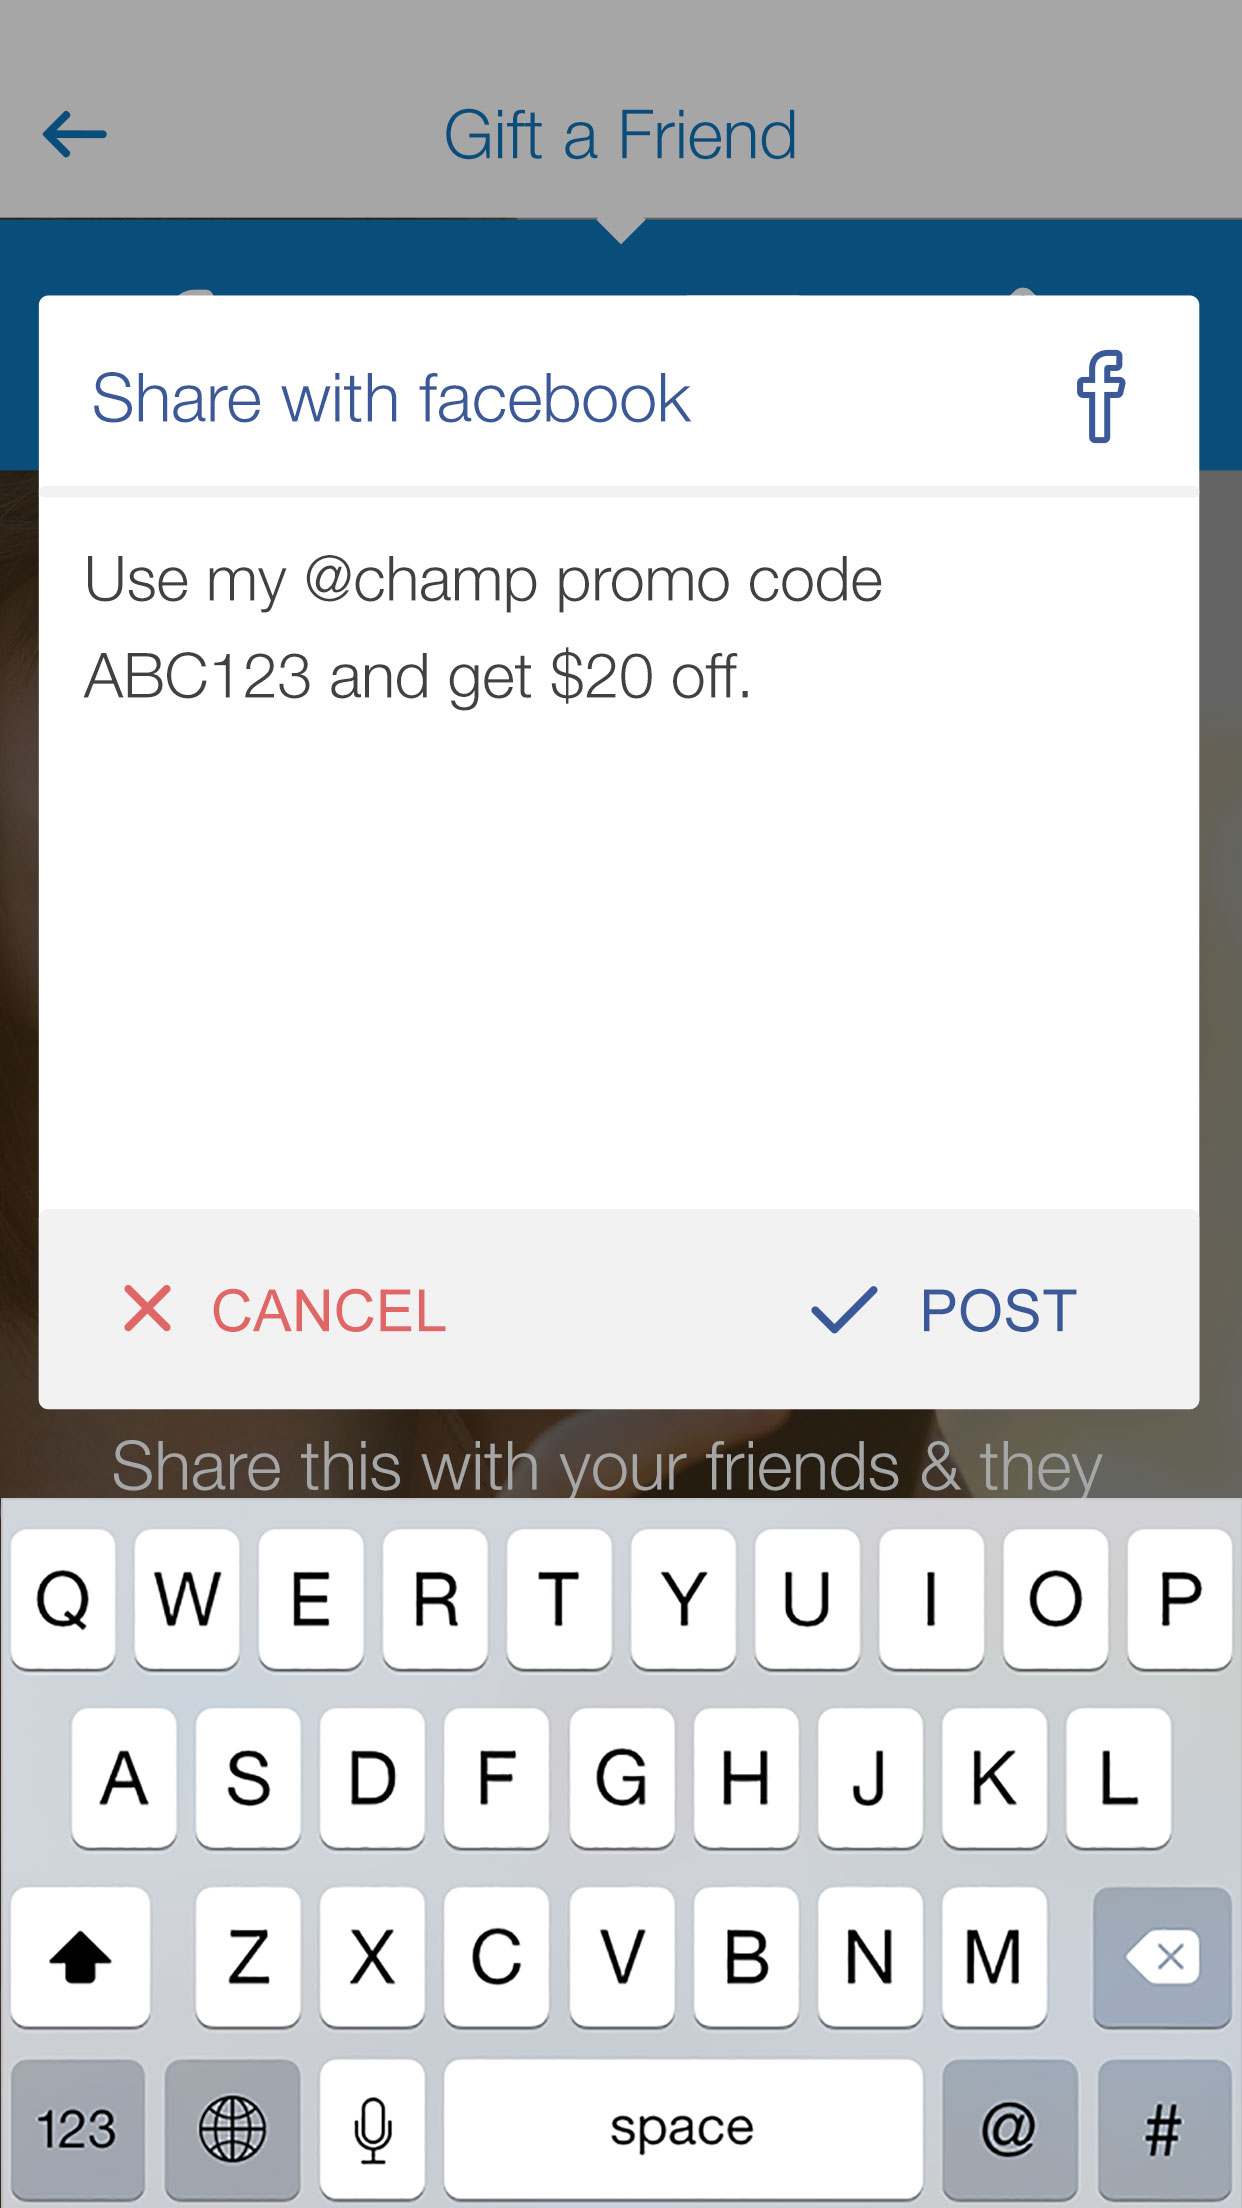 Gift a Friend
Share with facebook
Use my @champ promo code
ABC123 and get $20 off.
CANCEL POST
Share this with your friends & they
Q W E R T Y U I O P
A S D F G H J K L
Z X C V B N M
123 space @ #